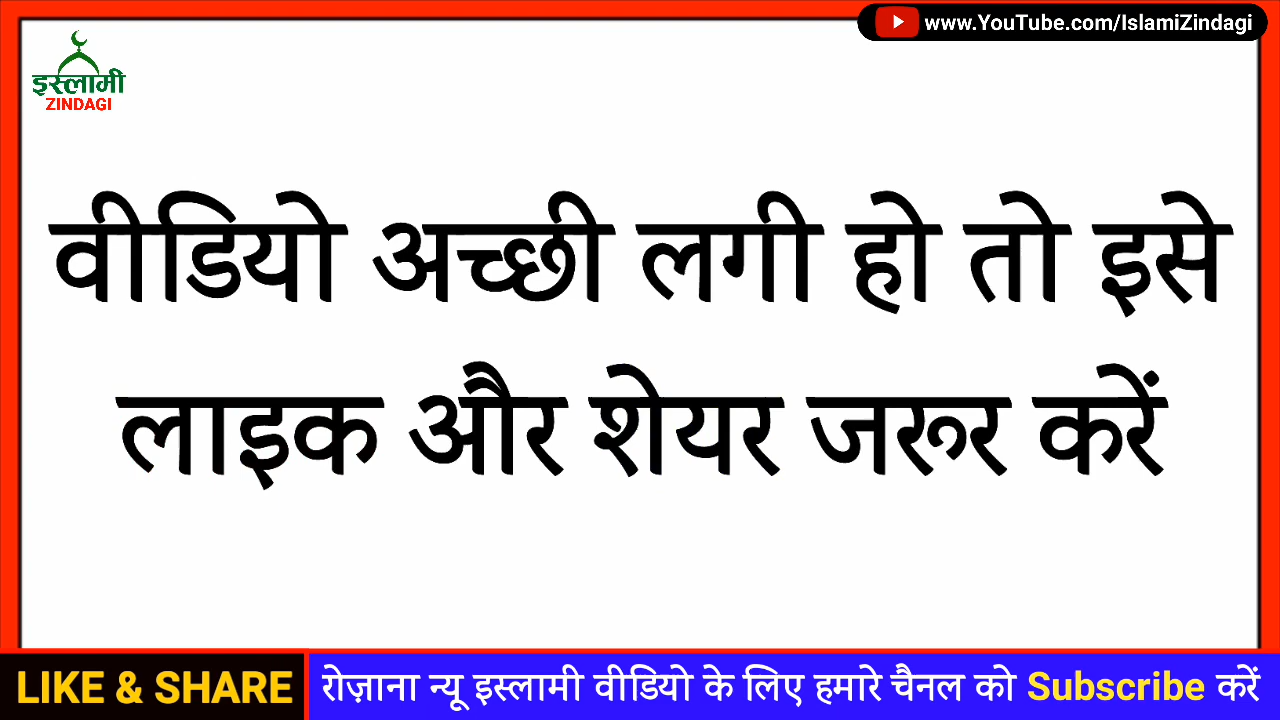 www.YouTube.com/IslamiZindagi
इस्लामी
ZINDAGI
वीडियो अच्छी लगी हो तो इसे
लाइक और शेयर जरूर करें
LIKE & SHARE
रोज़ाना न्यू इस्लामी वीडियो के लिए हमारे चैनल को Subscribe करें